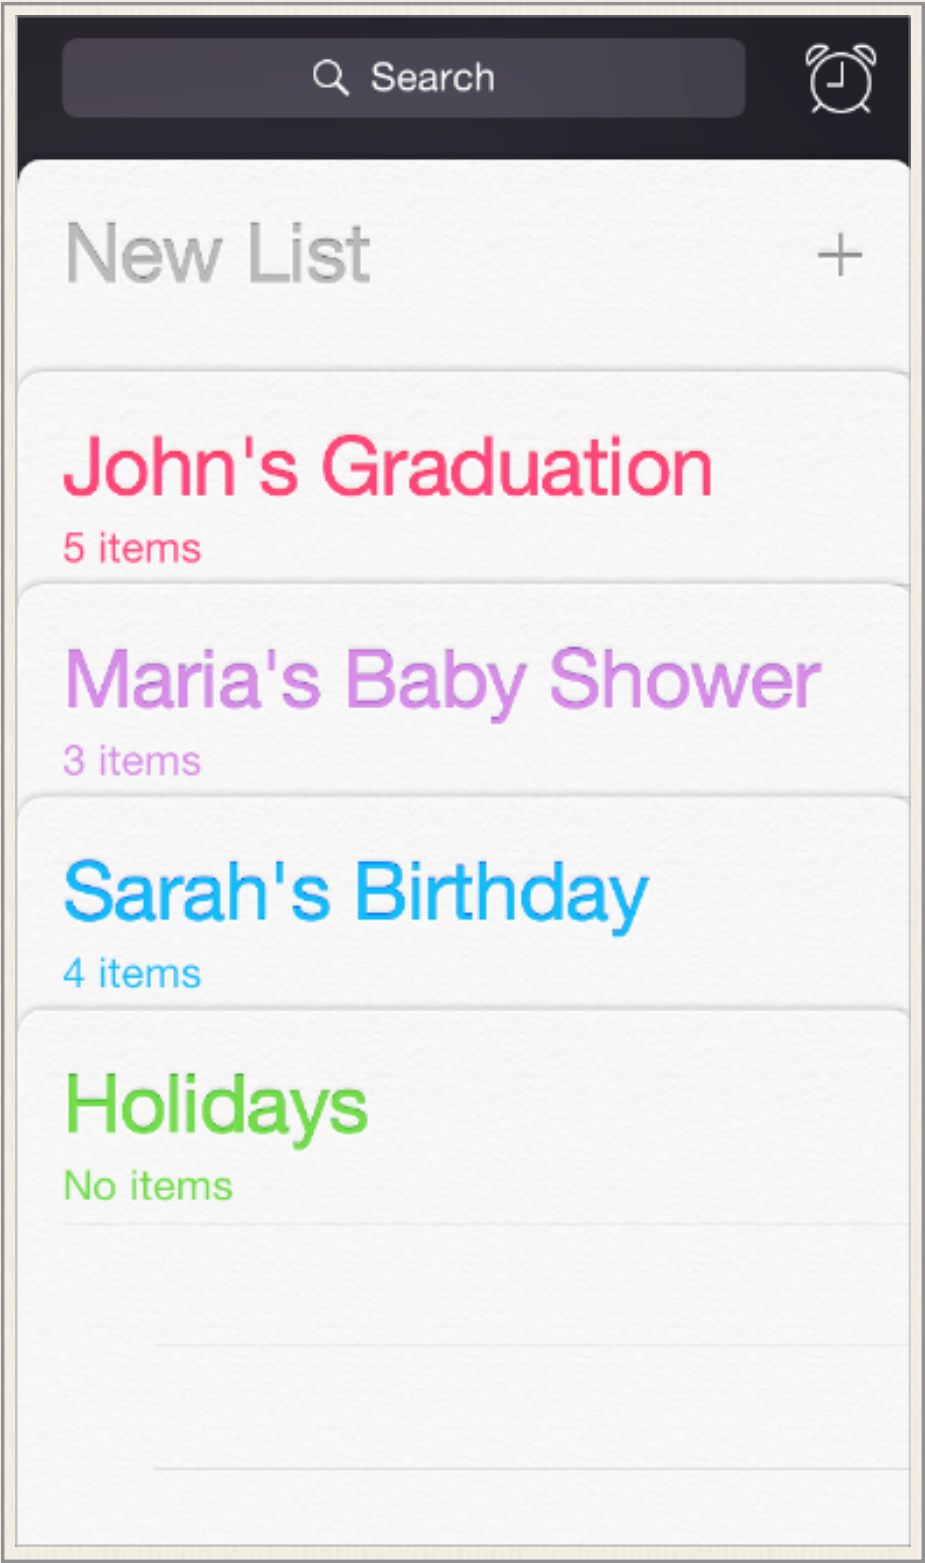 Search
New List
John's Graduation
5 items
Maria's Baby Shower
3 items
Sarah's Birthday
4 items
Holidays
No items